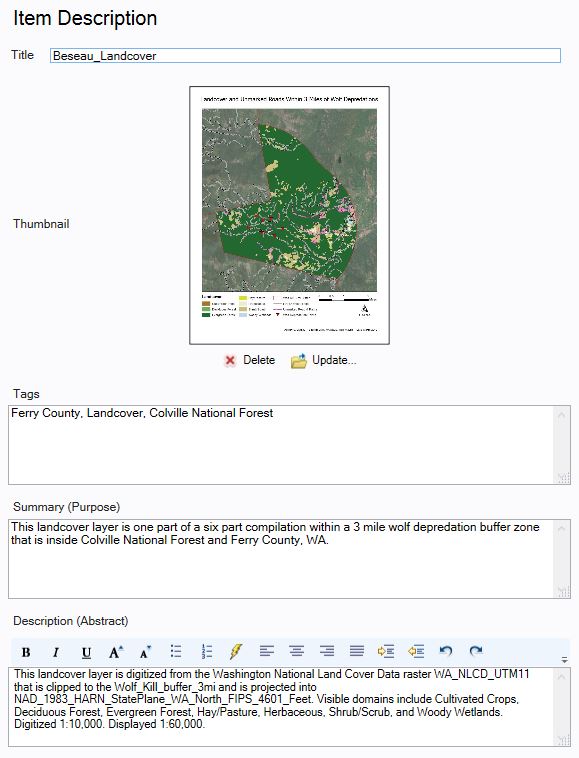 Item Description
Title
Beseau_Landcover
andcover and Unmarked Roads Within 3 Miles of Wolf Depredations
Thumbnail
Delete
Update...
Tags
Ferry County, Landcover, Colville National Forest
Summary (Purpose)
This landcover layer is one part of a six part compilation within a 3 mile wolf depredation buffer zone
that is inside Colville National Forest and Ferry County, WA.
Description (Abstract)
B I U A A
This landcover layer is digitized from the Washington National Land Cover Data raster WA_NLCD_UTM11
that is clipped to the Wolf_Kill_buffer_3mi and is projected into
NAD_1983_HARN_StatePlane_WA_North_FIPS_4601_Feet. Visible domains include Cultivated Crops,
Deciduous Forest, Evergreen Forest, Hay/Pasture, Herbaceous, Shrub/Scrub, and Woody Wetlands.
Digitized 1:10,000. Displayed 1:60,000.